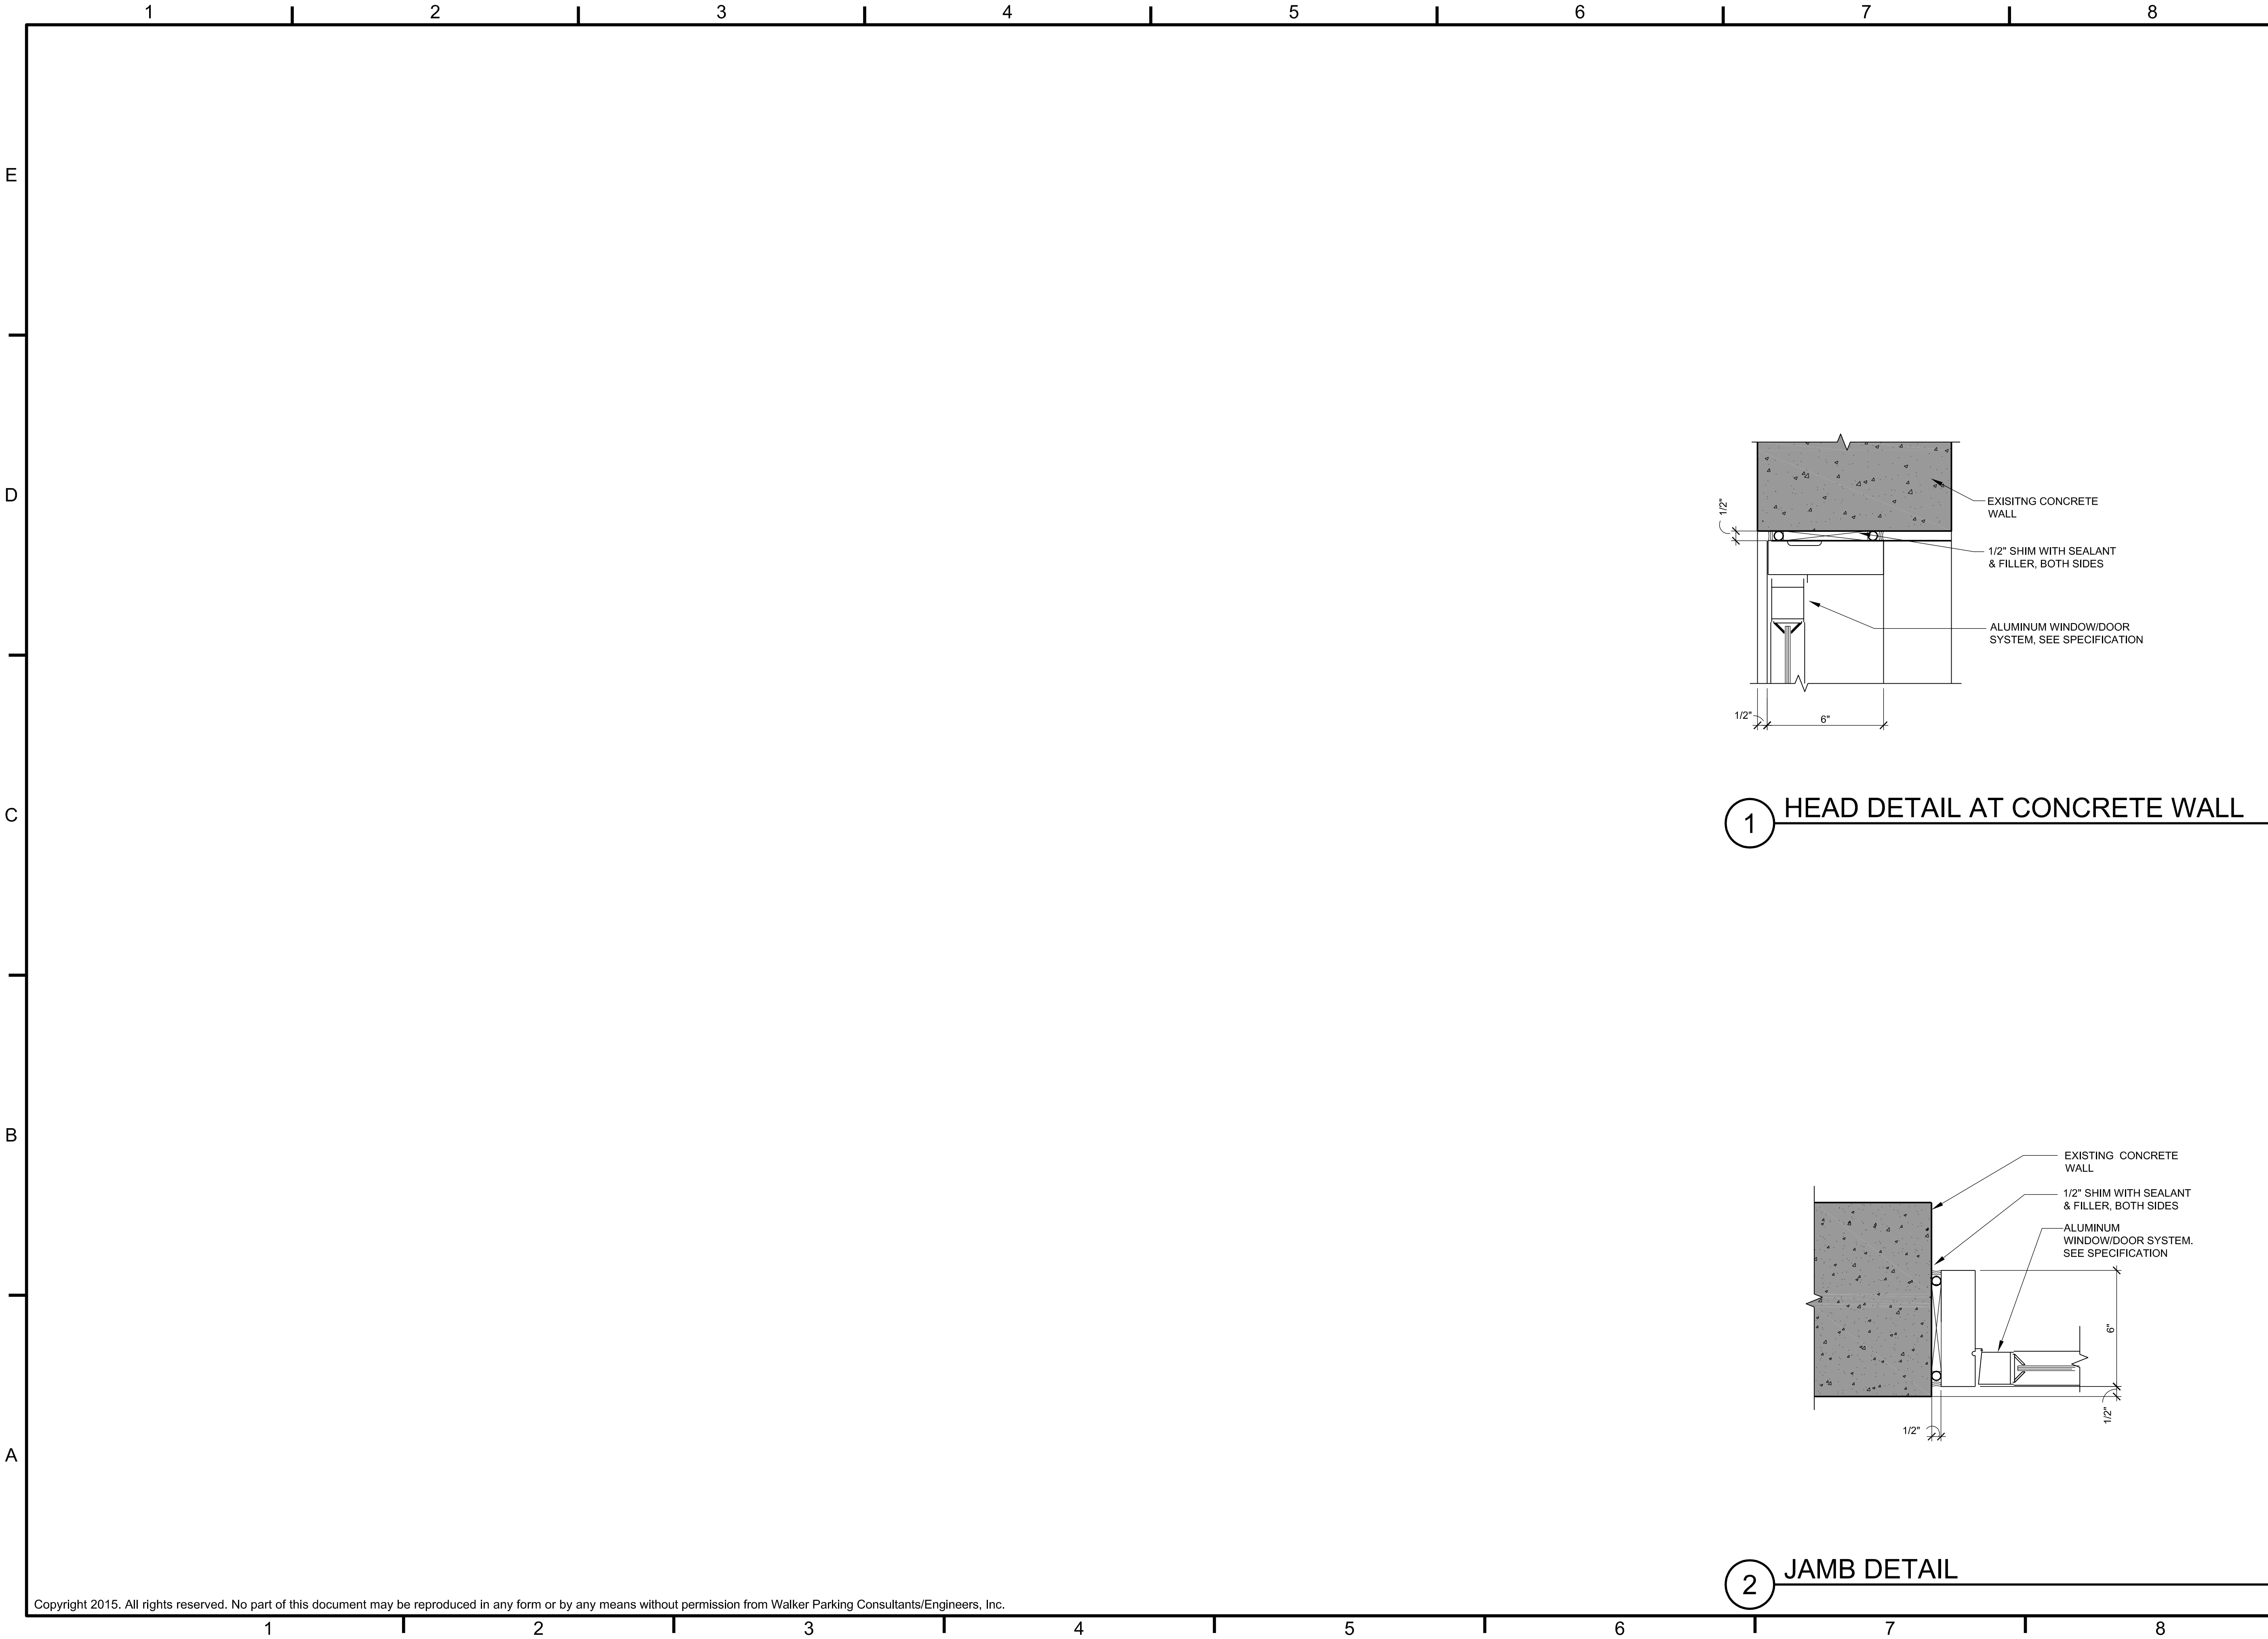 1 2 3 4 5 6 7 8
E
D
C
B
A
1/2"
EXISITNG CONCRETE
WALL
1/2" SHIM WITH SEALANT
& FILLER, BOTH SIDES
ALUMINUM WINDOW/DOOR
SYSTEM, SEE SPECIFICATION
1/2" 6"
1 HEAD DETAIL AT CONCRETE WALL
EXISTING CONCRETE
WALL
1/2" SHIM WITH SEALANT
& FILLER, BOTH SIDES
ALUMINUM
WINDOW/DOOR SYSTEM.
SEE SPECIFICATION
6"
1/2"
1/2"
2 JAMB DETAIL
Copyright 2015. All rights reserved. No part of this document may be reproduced in any form or by any means without permission from Walker Parking Consultants/Engineers, Inc.
1 2 3 4 5 6 7 8